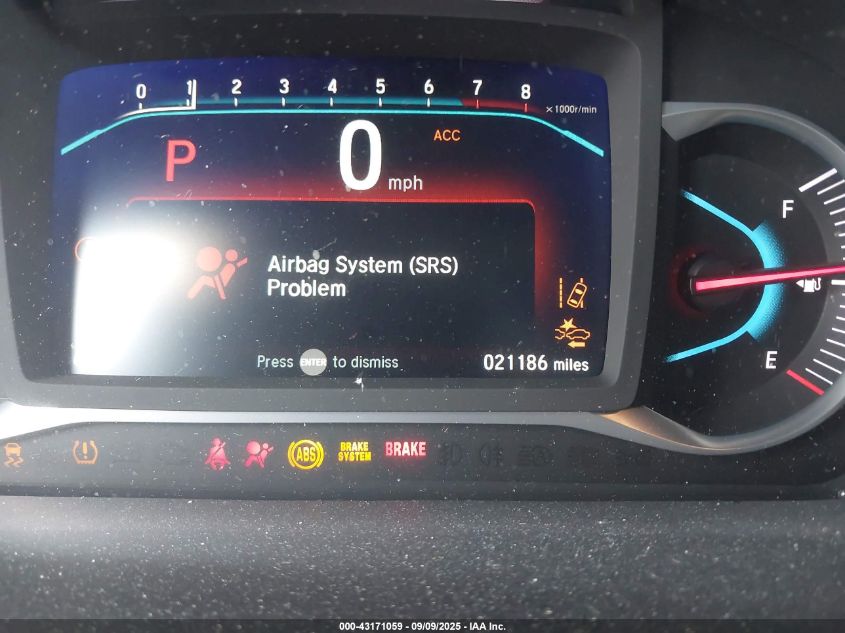 0 1 2 3 4 5 6 7 8
×1000r/min
ACC
P 0 mph
F
Airbag System (SRS)
Problem
Press ENTER to dismiss
021186 miles
E
ABS
BRAKE
SYSTEM
BRAKE
000-43171059 - 09/09/2025 - IAA Inc.